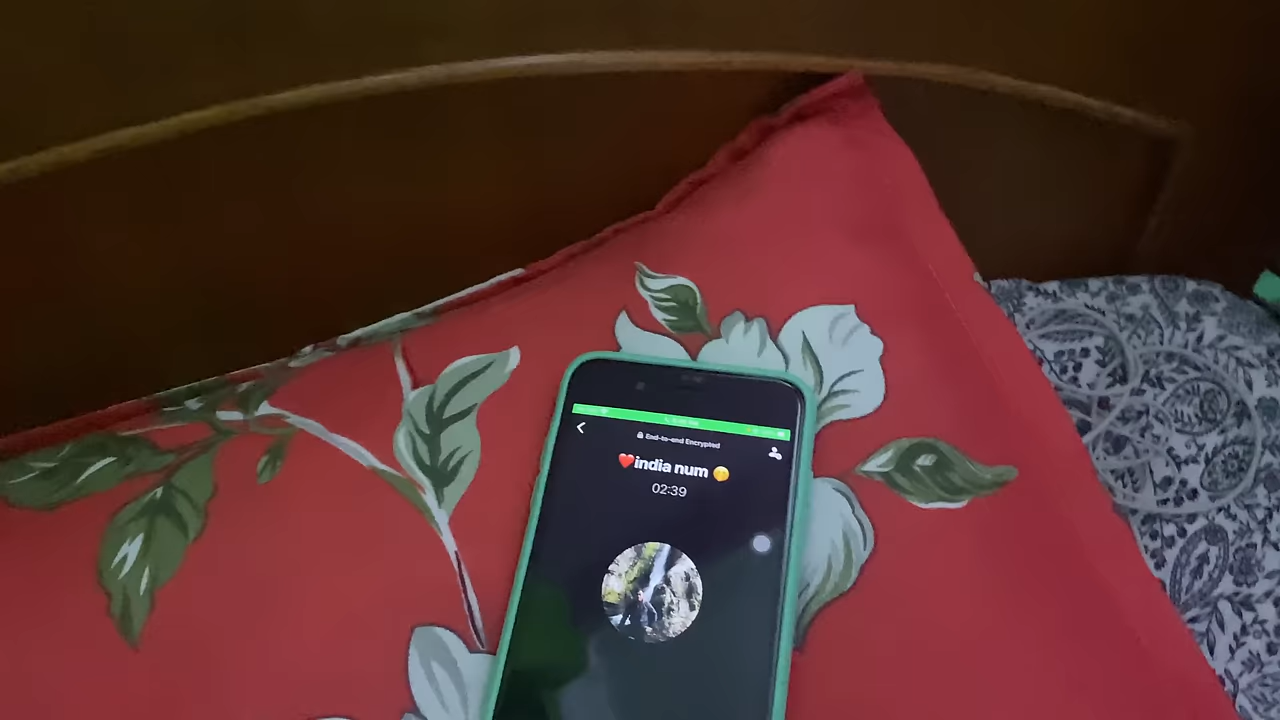 End-to-end Encrypted
❤️india num 🤭
02:39